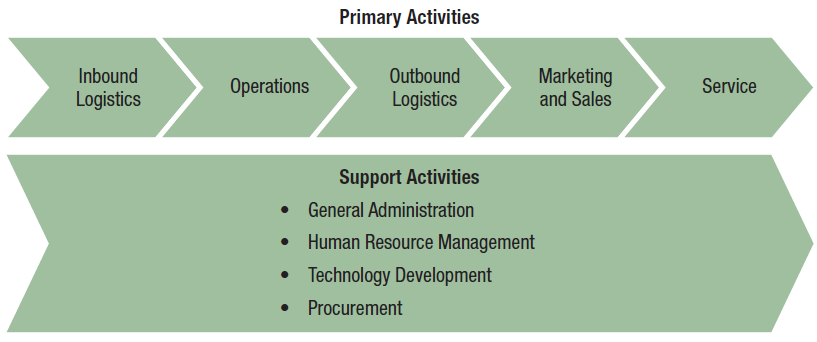 Primary Activities
Inbound
Logistics
Operations
Outbound
Logistics
Marketing
and Sales
Service
Support Activities
• General Administration
• Human Resource Management
• Technology Development
• Procurement